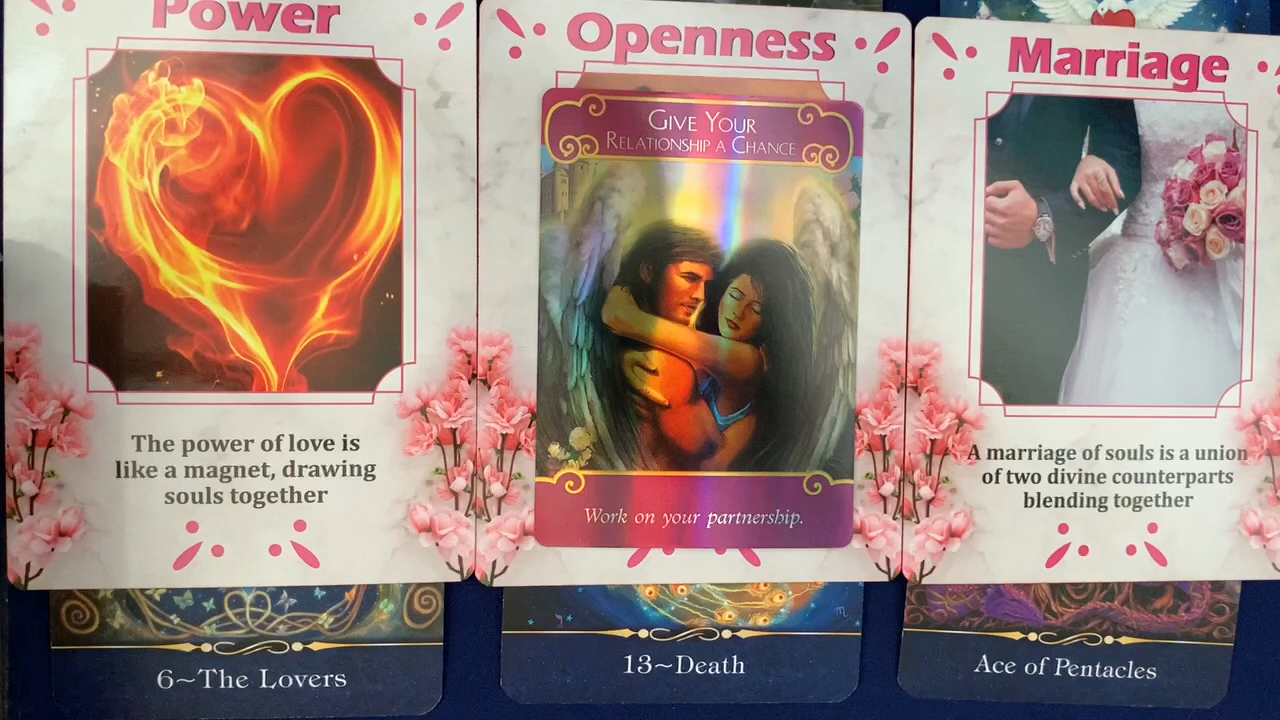 Power
The power of love is
like a magnet, drawing
souls together
6~The Lovers
Openness
GIVE YOUR
RELATIONSHIP A CHANCE
Work on your partnership.
13~Death
Marriage
A marriage of souls is a union
of two divine counterparts
blending together
Ace of Pentacles